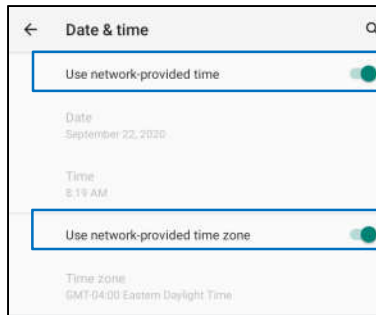 Date & time
Use network-provided time
Date
September 22, 2020
Time
8:19 AM
Use network-provided time zone
Time zone
GMT-04:00 Eastern Daylight Time